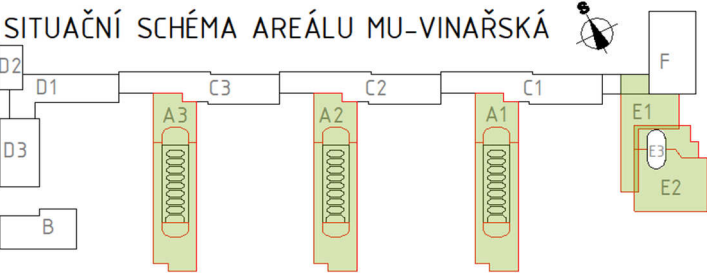 SITUAČNÍ SCHÉMA AREÁLU MU-VINAŘSKÁ
S
D2
D1
C3
C2
C1
F
A3
A2
A1
E1
D3
E3
E2
B